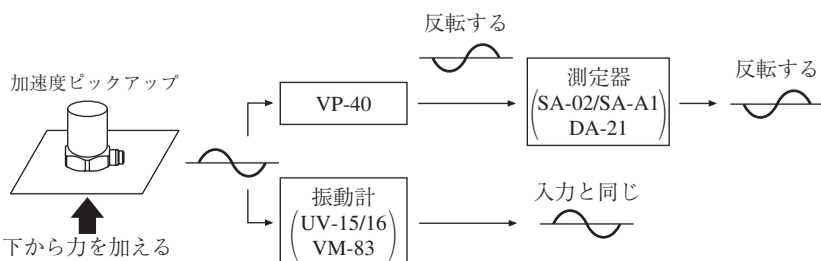 加速度ピックアップ
下から力を加える
VP-40
反転する
測定器
(SA-02/SA-A1
DA-21)
反転する
振動計
(UV-15/16
VM-83)
入力と同じ